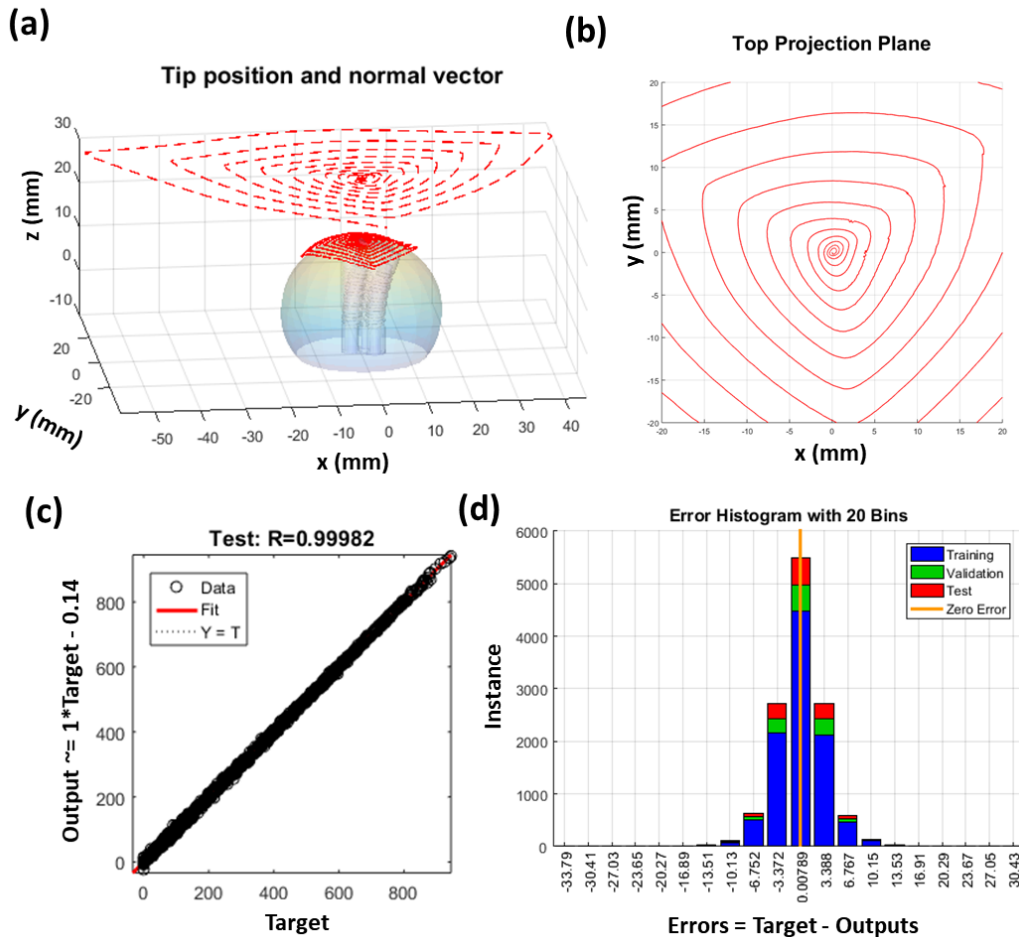 (a)
Tip position and normal vector
z (mm)
30
20
10
0
-10
20
0
-20
y (mm)
-50 -40 -30 -20 -10 0 10 20 30 40
x (mm)
(b)
Top Projection Plane
y (mm)
20
15
10
5
0
-5
-10
-15
-20
-20 -15 -10 -5 0 5 10 15 20
x (mm)
(c)
Test: R=0.99982
Output ~= 1*Target - 0.14
Data
Fit
Y = T
800
600
400
200
0
0 200 400 600 800
Target
(d)
Error Histogram with 20 Bins
Instance
6000
5000
4000
3000
2000
1000
0
Training
Validation
Test
Zero Error
-33.79 -30.41 -27.03 -23.65 -20.27 -16.89 -13.51 -10.13 -6.752 -3.372 0.00789 3.388 6.767 10.15 13.53 16.91 20.29 23.67 27.05 30.43
Errors = Target - Outputs